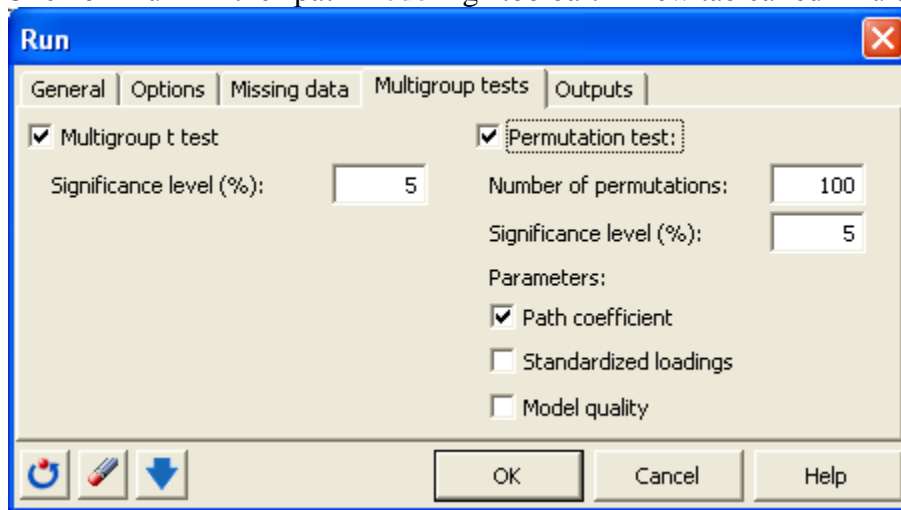 Run
General Options Missing data Multigroup tests Outputs
Multigroup t test
Significance level (%): 5
Permutation test:
Number of permutations: 100
Significance level (%): 5
Parameters:
Path coefficient
Standardized loadings
Model quality
OK Cancel Help